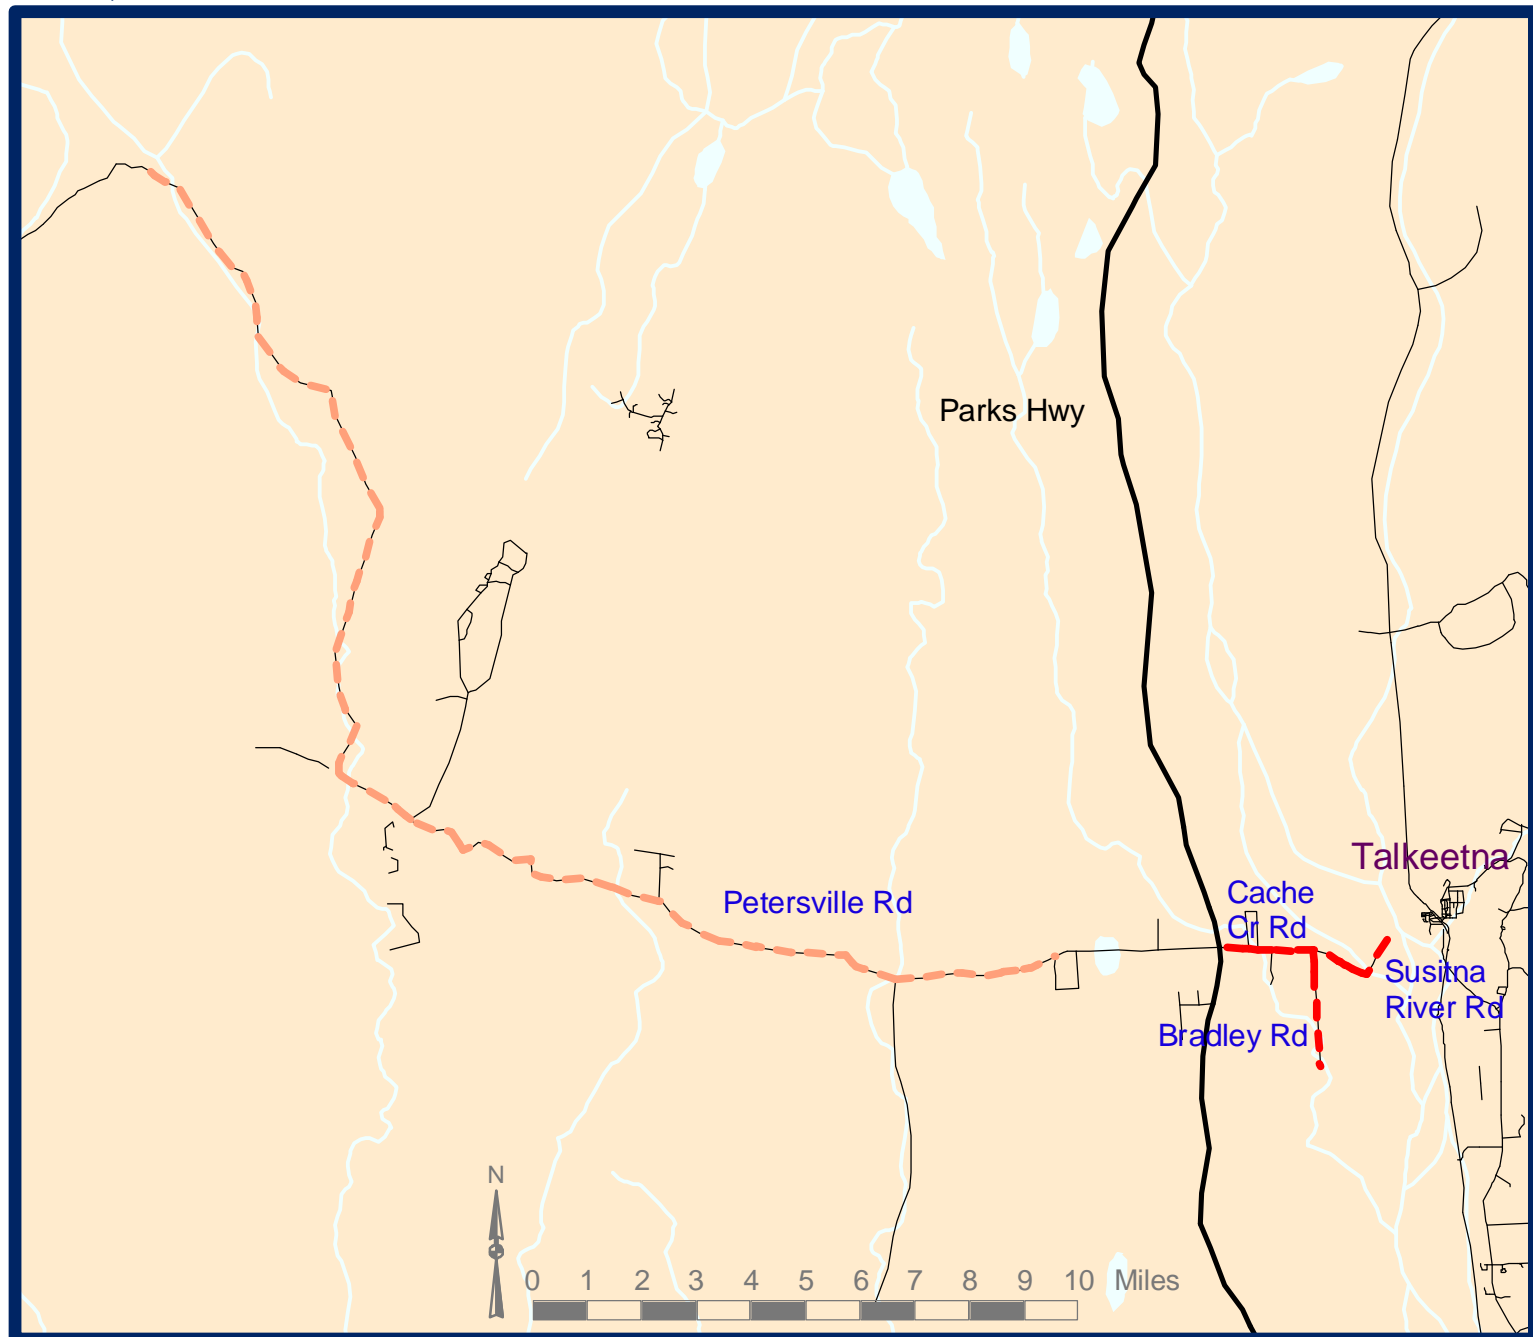 Parks Hwy
Talkeetna
Cache
Cr Rd
Petersville Rd
Susitna
River Rd
Bradley Rd
N
0 1 2 3 4 5 6 7 8 9 10 Miles